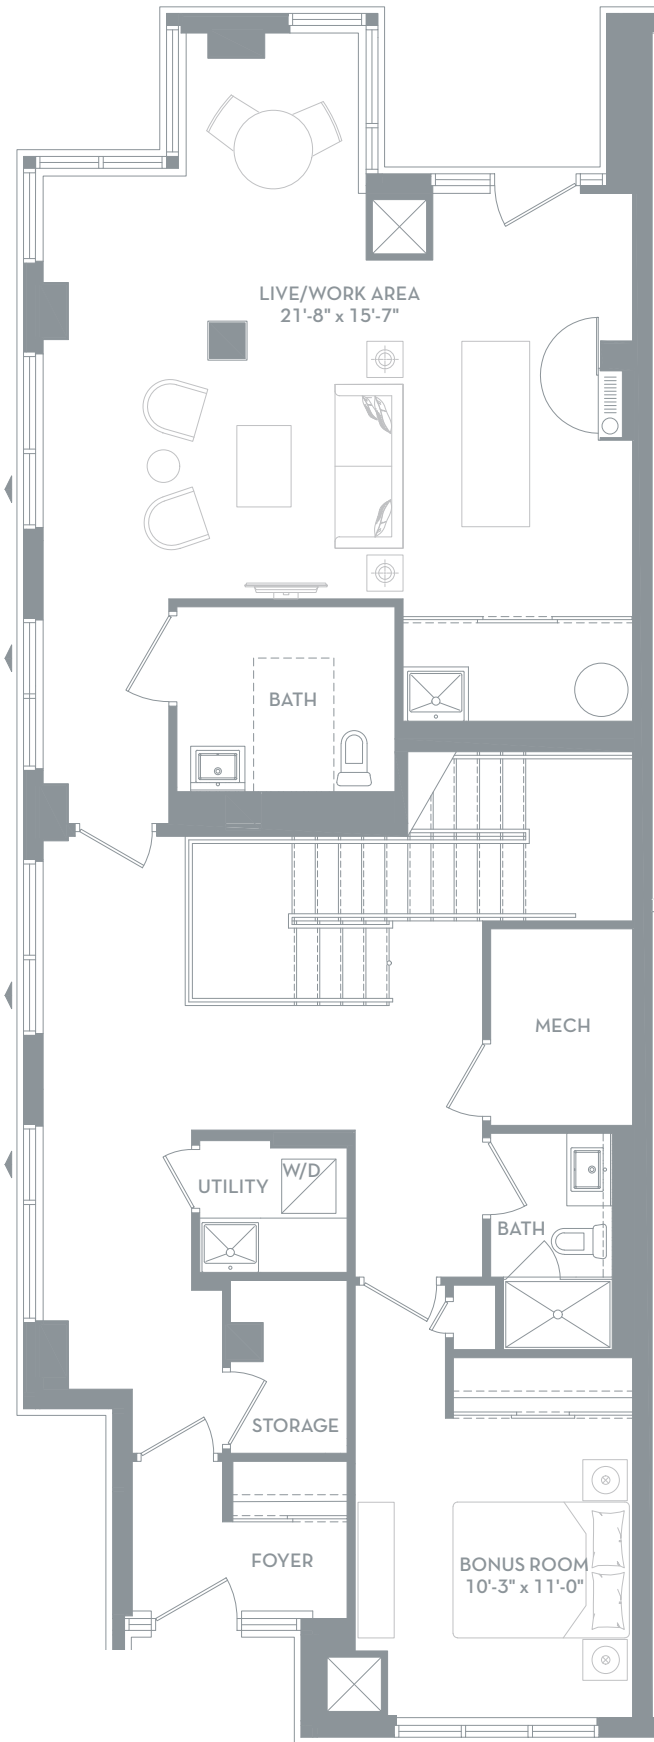 LIVE/WORK AREA
21'-8" x 15'-7"
BATH
MECH
W/D
UTILITY
BATH
STORAGE
FOYER
BONUS ROOM
10'-3" x 11'-0"